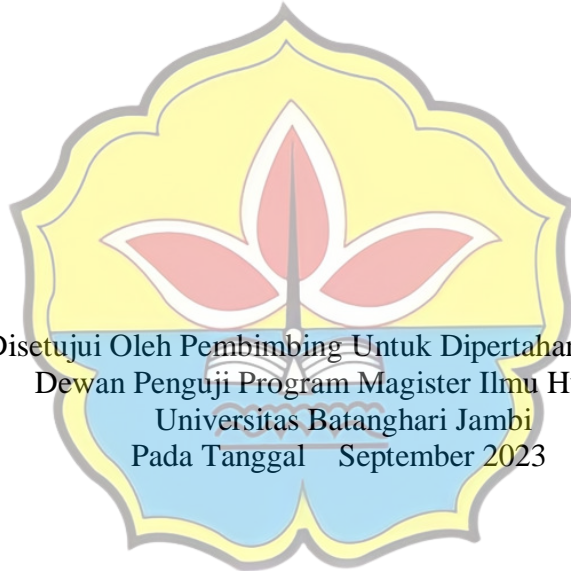 Disetujui Oleh Pembimbing Untuk Dipertahan
Dewan Penguji Program Magister Ilmu H
Universitas Batanghari Jambi
Pada Tanggal September 2023